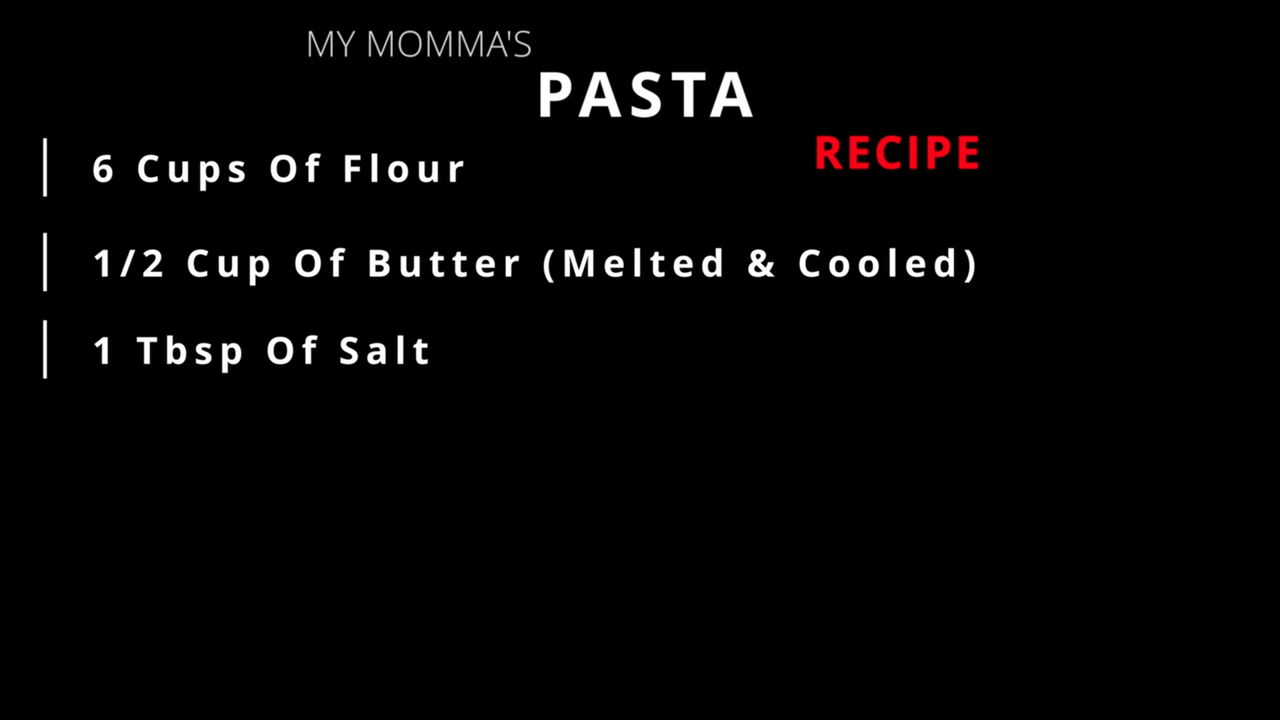 MY MOMMA'S
PASTA
RECIPE
6 Cups Of Flour
1/2 Cup Of Butter (Melted & Cooled)
1 Tbsp Of Salt